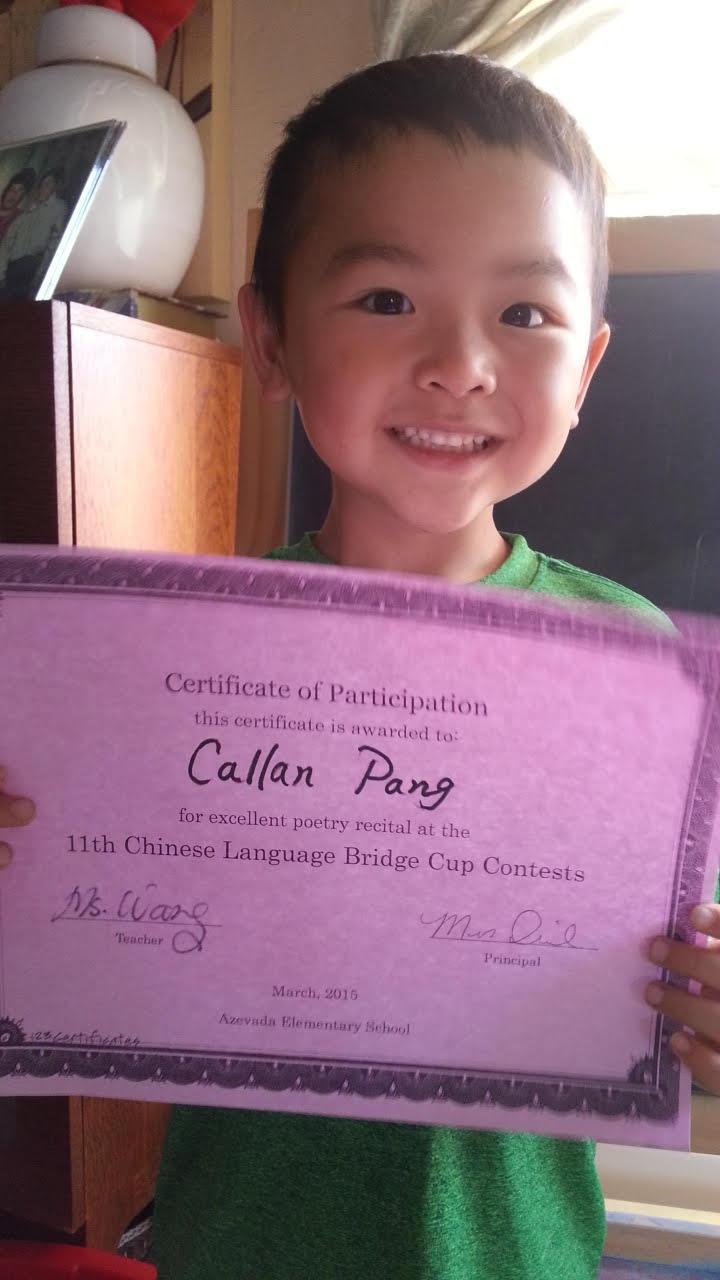 Certificate of Participation
this certificate is awarded to:
Callan Pang
for excellent poetry recital at the
11th Chinese Language Bridge Cup Contests
Ms. Wang
Teacher
Mrs
Principal
March, 2015
Azevada Elementary School
123certificates